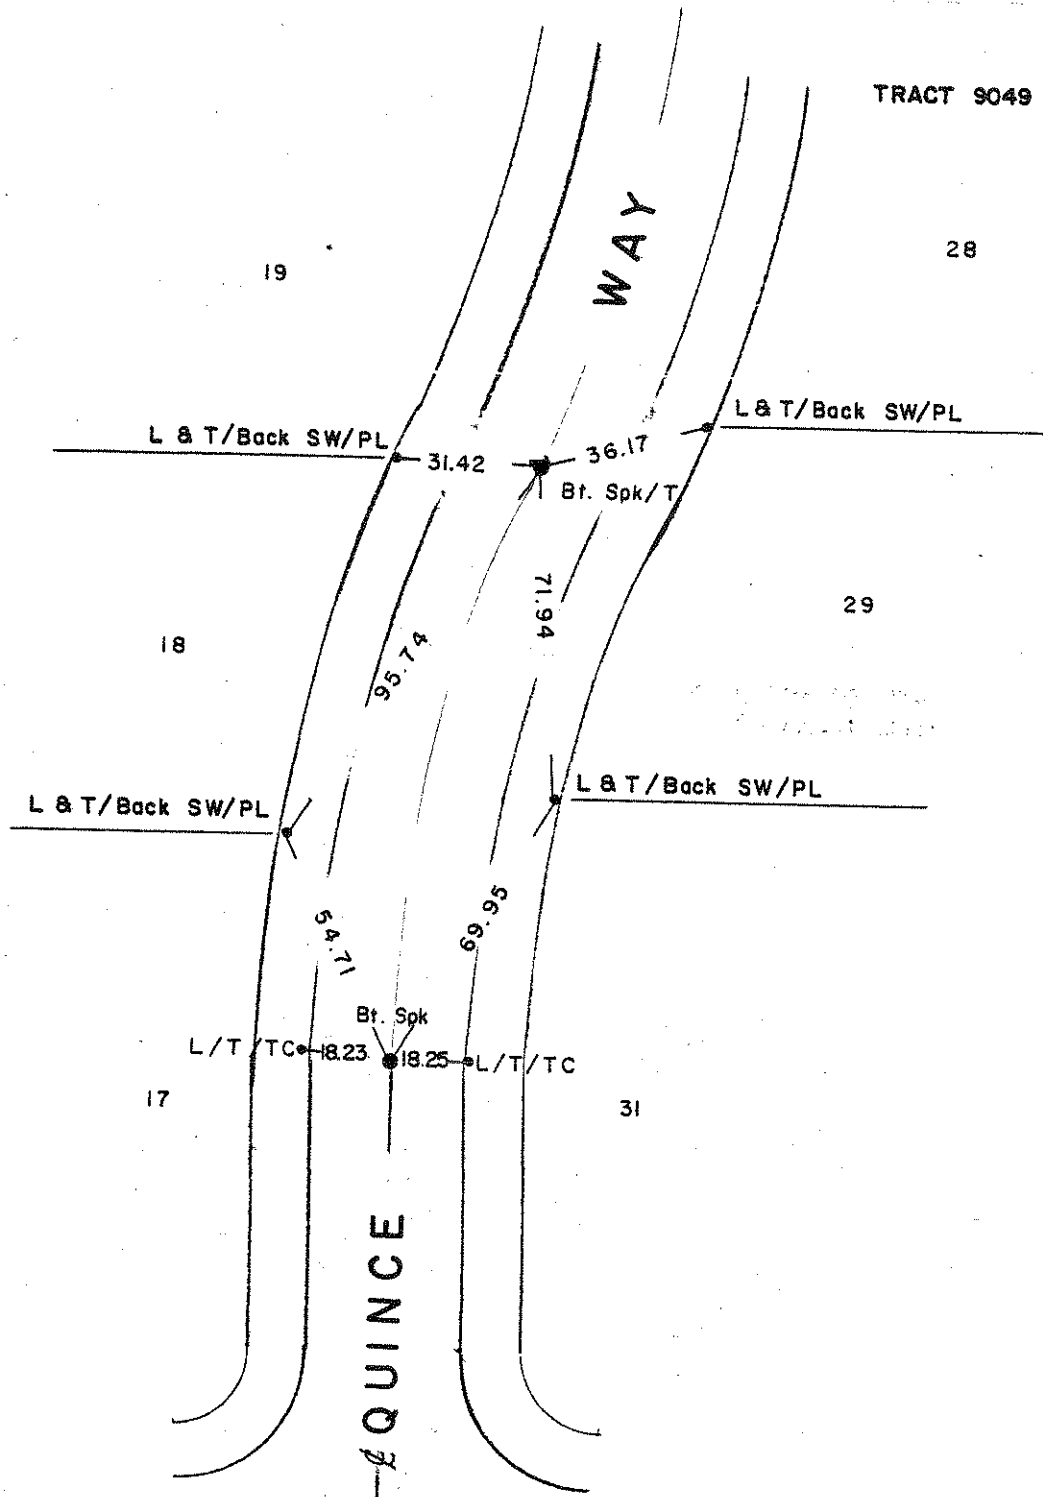 TRACT 9049
WAY
28
19
L & T/Back SW/PL
L & T/Back SW/PL
31.42
36.17
Bt. Spk/T
71.94
29
18
95.74
L & T/Back SW/PL
L & T/Back SW/PL
69.95
54.71
Bt. Spk
L/T/TC
18.23
18.25
L/T/TC
17
31
QUINCE